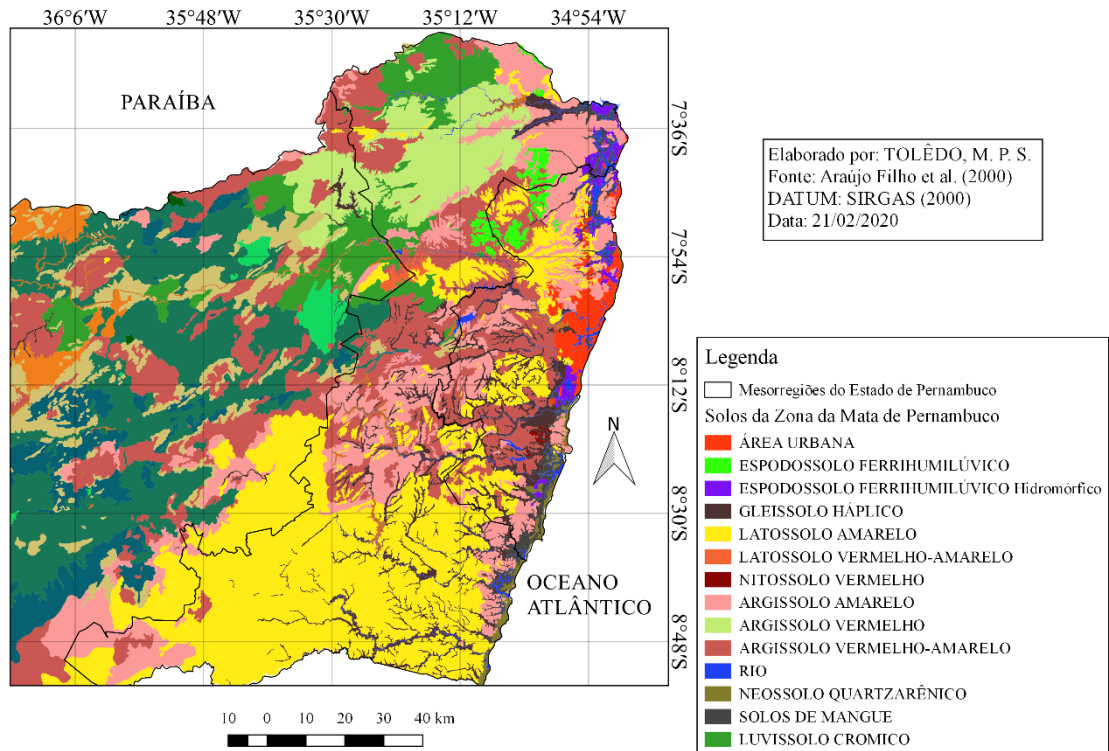 36°6'W 35°48'W 35°30'W 35°12'W 34°54'W
PARAÍBA
7°36'S
7°54'S
8°12'S
8°30'S
8°48'S
N
OCEANO
ATLÂNTICO
10 0 10 20 30 40 km
Elaborado por: TOLÊDO, M. P. S.
Fonte: Araújo Filho et al. (2000)
DATUM: SIRGAS (2000)
Data: 21/02/2020
Legenda
Mesorregiões do Estado de Pernambuco
Solos da Zona da Mata de Pernambuco
ÁREA URBANA
ESPODOSSOLO FERRIHUMILÚVICO
ESPODOSSOLO FERRIHUMILÚVICO Hidromórfico
GLEISSOLO HÁPLICO
LATOSSOLO AMARELO
LATOSSOLO VERMELHO-AMARELO
NITOSSOLO VERMELHO
ARGISSOLO AMARELO
ARGISSOLO VERMELHO
ARGISSOLO VERMELHO-AMARELO
RIO
NEOSSOLO QUARTZARÊNICO
SOLOS DE MANGUE
LUVISSOLO CROMICO